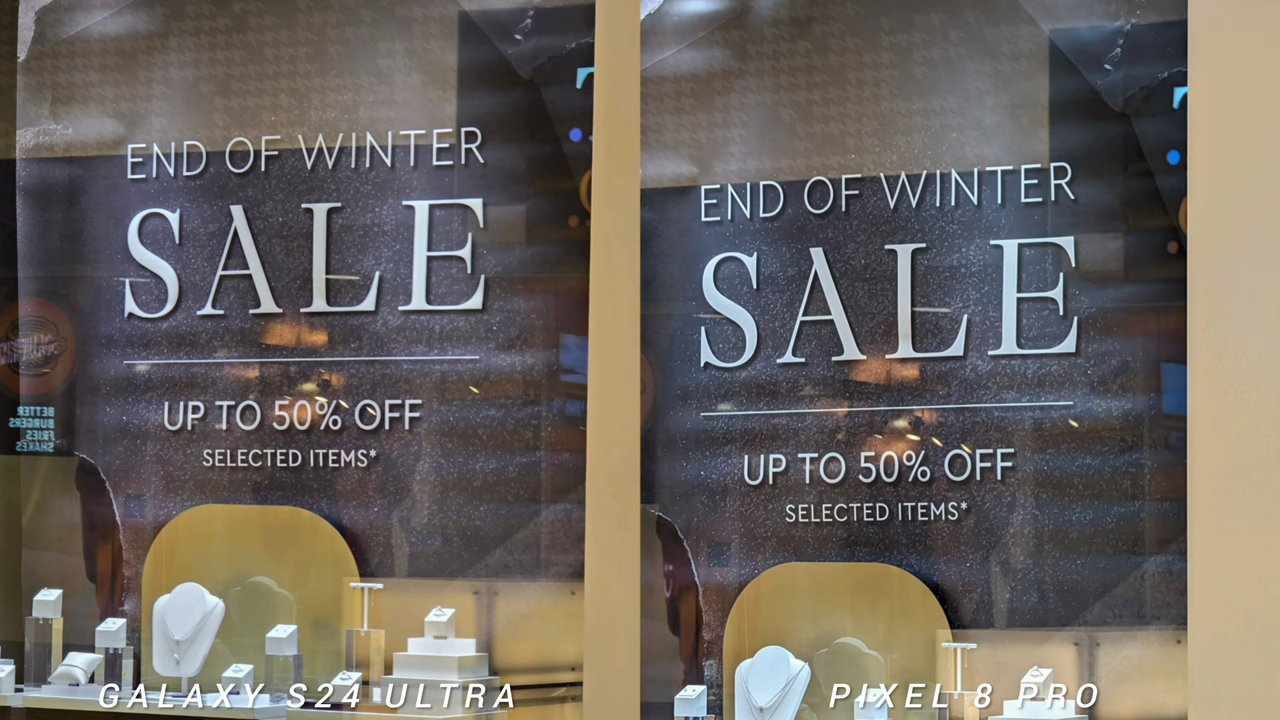 END OF WINTER
SALE
UP TO 50% OFF
SELECTED ITEMS*
BETTER
BURGERS
FRIES
SHAKES
GALAXY S24 ULTRA
END OF WINTER
SALE
UP TO 50% OFF
SELECTED ITEMS*
PIXEL 8 PRO